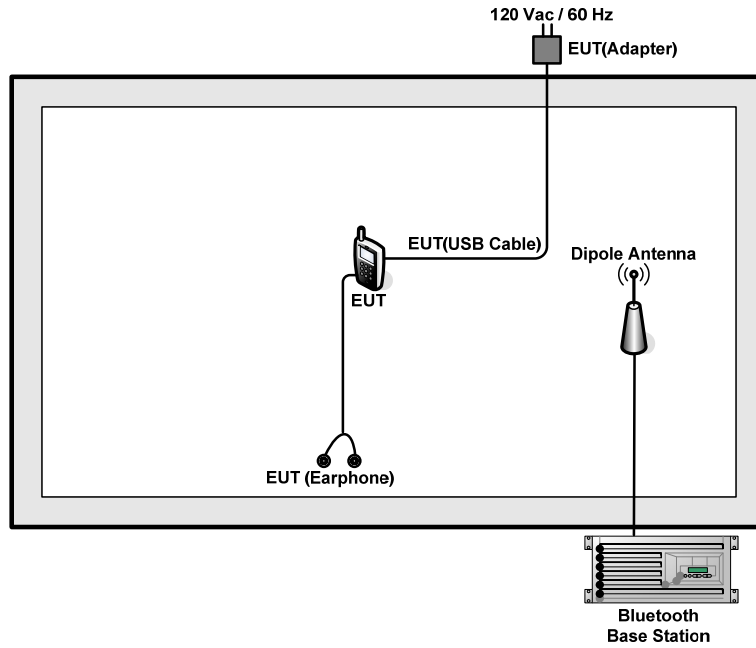 120 Vac / 60 Hz
EUT(Adapter)
EUT(USB Cable)
Dipole Antenna
EUT
EUT (Earphone)
Bluetooth
Base Station